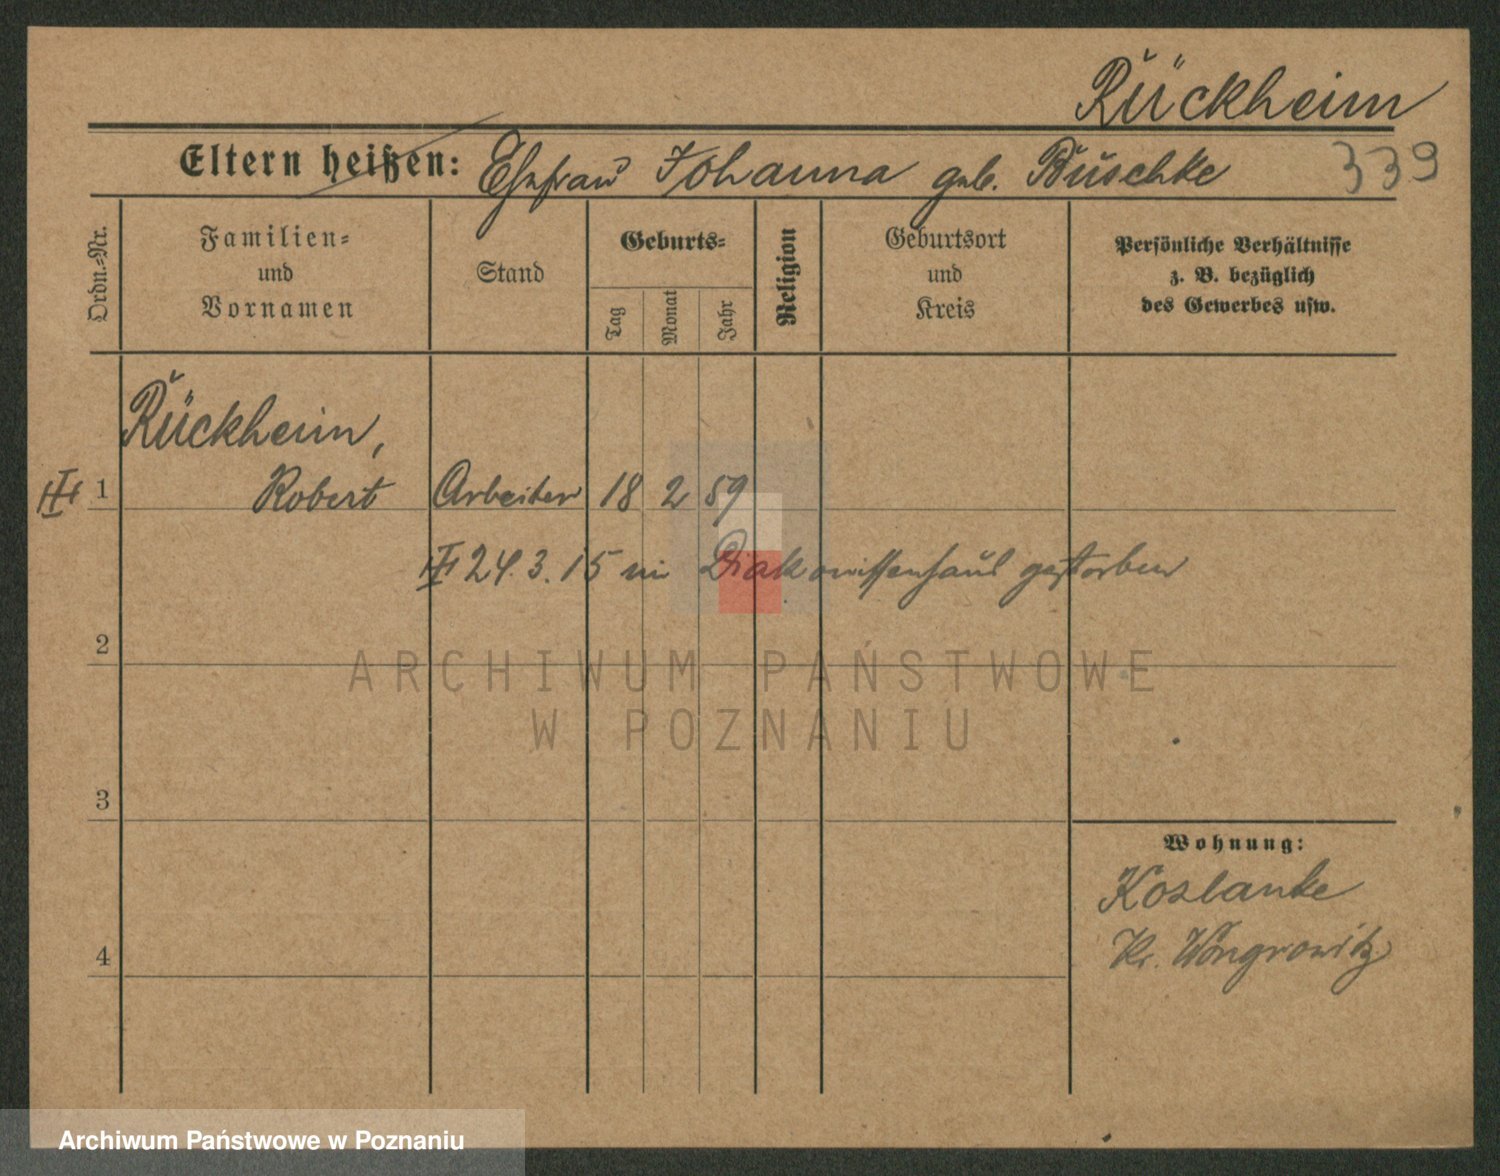 Rückheim
Eltern heißen: Ehefrau Johanna geb. Buschke 339
Ordn.-Nr.
Familien-
und
Vornamen
Stand
Geburts-
Tag
Monat
Jahr
Religion
Geburtsort
und
Kreis
Persönliche Verhältnisse
z. B. bezüglich
des Gewerbes usw.
Rückheim,
1 Robert Arbeiter 18 2 59
24.3.15 im Diakonissenhaus gestorben
2
ARCHIWUM PAŃSTWOWE
W POZNANIU
3
Wohnung:
Koslanke
4 Kr. Wongrowitz
Archiwum Państwowe w Poznaniu